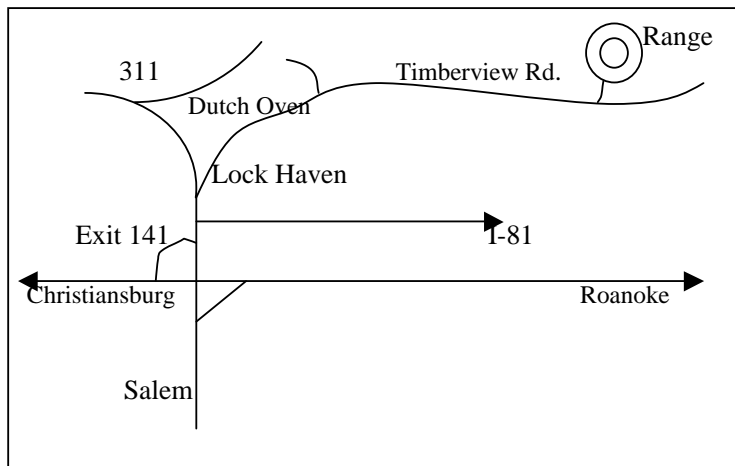 Range
311
Timberview Rd.
Dutch Oven
Lock Haven
Exit 141
I-81
Christiansburg
Roanoke
Salem